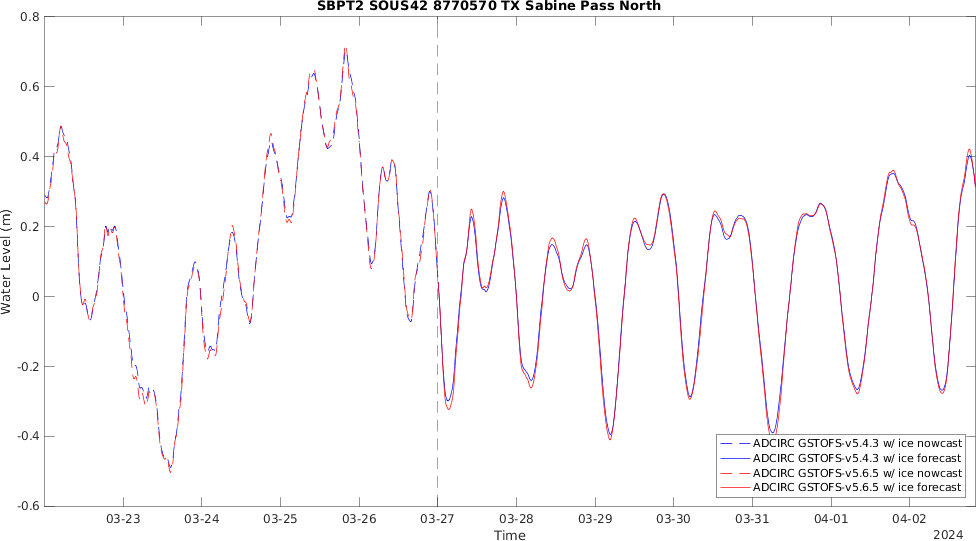 SBPT2 SOUS42 8770570 TX Sabine Pass North
0.8
0.6
0.4
0.2
0
-0.2
-0.4
-0.6
Water Level (m)
ADCIRC GSTOFS-v5.4.3 w/ ice nowcast
ADCIRC GSTOFS-v5.4.3 w/ ice forecast
ADCIRC GSTOFS-v5.6.5 w/ ice nowcast
ADCIRC GSTOFS-v5.6.5 w/ ice forecast
03-23 03-24 03-25 03-26 03-27 03-28 03-29 03-30 03-31 04-01 04-02
Time
2024